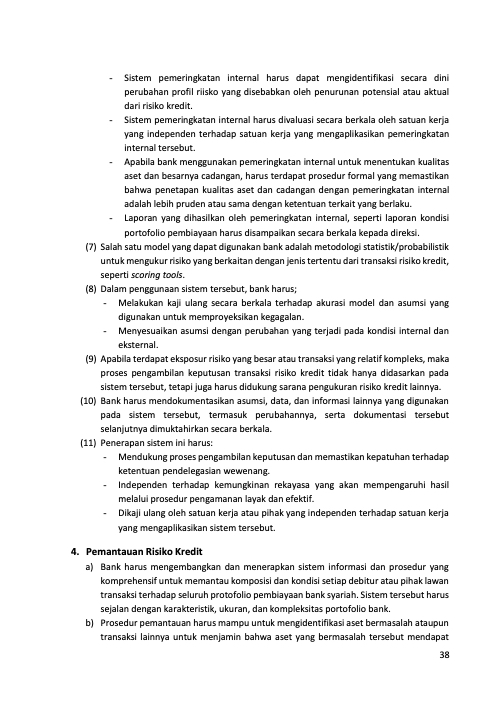 - Sistem pemeringkatan internal harus dapat mengidentifikasi secara dini
perubahan profil riisko yang disebabkan oleh penurunan potensial atau aktual
dari risiko kredit.
- Sistem pemeringkatan internal harus divaluasi secara berkala oleh satuan kerja
yang independen terhadap satuan kerja yang mengaplikasikan pemeringkatan
internal tersebut.
- Apabila bank menggunakan pemeringkatan internal untuk menentukan kualitas
aset dan besarnya cadangan, harus terdapat prosedur formal yang memastikan
bahwa penetapan kualitas aset dan cadangan dengan pemeringkatan internal
adalah lebih pruden atau sama dengan ketentuan terkait yang berlaku.
- Laporan yang dihasilkan oleh pemeringkatan internal, seperti laporan kondisi
portofolio pembiayaan harus disampaikan secara berkala kepada direksi.
(7) Salah satu model yang dapat digunakan bank adalah metodologi statistik/probabilistik
untuk mengukur risiko yang berkaitan dengan jenis tertentu dari transaksi risiko kredit,
seperti scoring tools.
(8) Dalam penggunaan sistem tersebut, bank harus;
- Melakukan kaji ulang secara berkala terhadap akurasi model dan asumsi yang
digunakan untuk memproyeksikan kegagalan.
- Menyesuaikan asumsi dengan perubahan yang terjadi pada kondisi internal dan
eksternal.
(9) Apabila terdapat eksposur risiko yang besar atau transaksi yang relatif kompleks, maka
proses pengambilan keputusan transaksi risiko kredit tidak hanya didasarkan pada
sistem tersebut, tetapi juga harus didukung sarana pengukuran risiko kredit lainnya.
(10) Bank harus mendokumentasikan asumsi, data, dan informasi lainnya yang digunakan
pada sistem tersebut, termasuk perubahannya, serta dokumentasi tersebut
selanjutnya dimuktahirkan secara berkala.
(11) Penerapan sistem ini harus:
- Mendukung proses pengambilan keputusan dan memastikan kepatuhan terhadap
ketentuan pendelegasian wewenang.
- Independen terhadap kemungkinan rekayasa yang akan mempengaruhi hasil
melalui prosedur pengamanan layak dan efektif.
- Dikaji ulang oleh satuan kerja atau pihak yang independen terhadap satuan kerja
yang mengaplikasikan sistem tersebut.
4. Pemantauan Risiko Kredit
a) Bank harus mengembangkan dan menerapkan sistem informasi dan prosedur yang
komprehensif untuk memantau komposisi dan kondisi setiap debitur atau pihak lawan
transaksi terhadap seluruh protofolio pembiayaan bank syariah. Sistem tersebut harus
sejalan dengan karakteristik, ukuran, dan kompleksitas portofolio bank.
b) Prosedur pemantauan harus mampu untuk mengidentifikasi aset bermasalah ataupun
transaksi lainnya untuk menjamin bahwa aset yang bermasalah tersebut mendapat
38